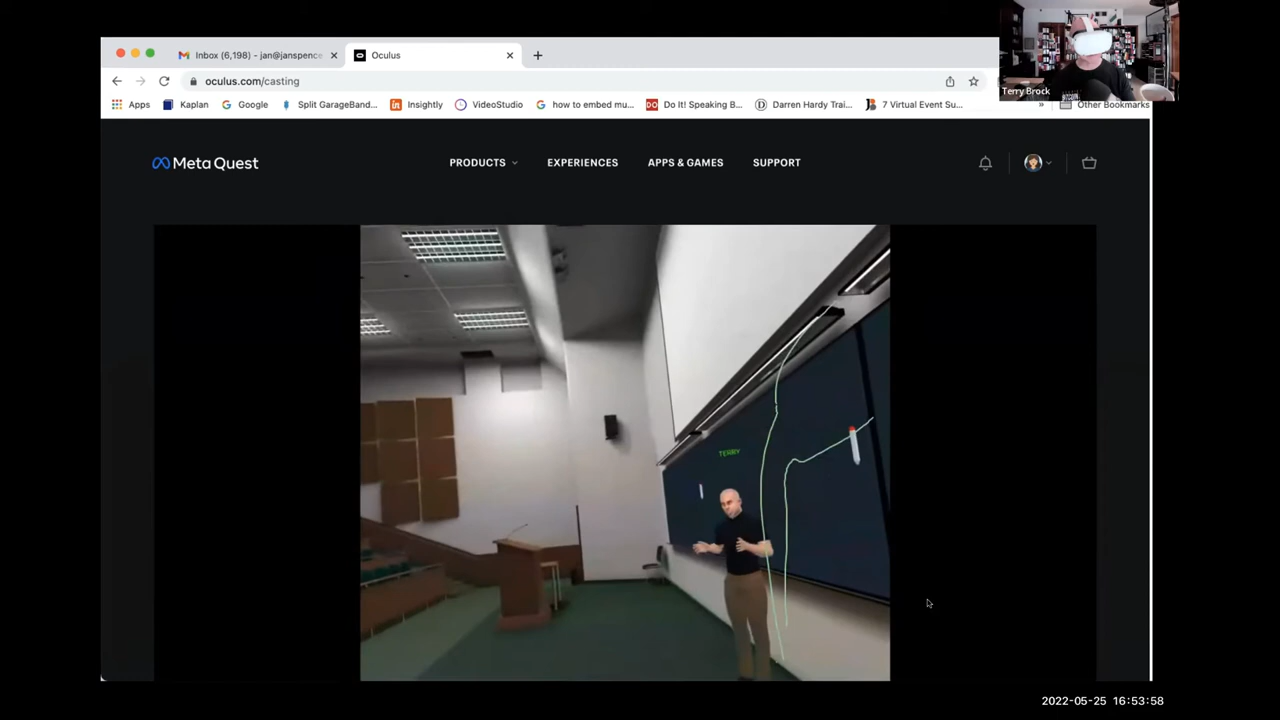 Inbox (6,198) - jan@janspence
Oculus
oculus.com/casting
Terry Brock
Apps
Kaplan
Google
Split GarageBand...
Insightly
VideoStudio
how to embed mu...
Do It! Speaking B...
Darren Hardy Trai...
7 Virtual Event Su...
»
Other Bookmarks
Meta Quest
PRODUCTS
EXPERIENCES
APPS & GAMES
SUPPORT
TERRY
2022-05-25 16:53:58